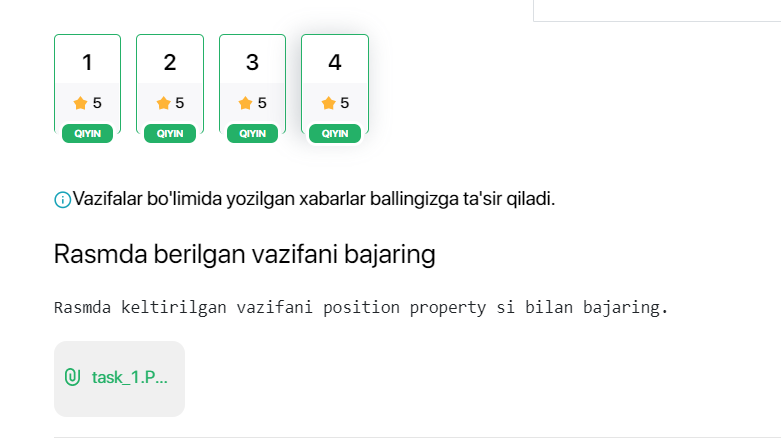 1 2 3 4
5 5 5 5
QIYIN QIYIN QIYIN QIYIN
Vazifalar bo'limida yozilgan xabarlar ballingizga ta'sir qiladi.
Rasmda berilgan vazifani bajaring
Rasmda keltirilgan vazifani position property si bilan bajaring.
task_1.P...